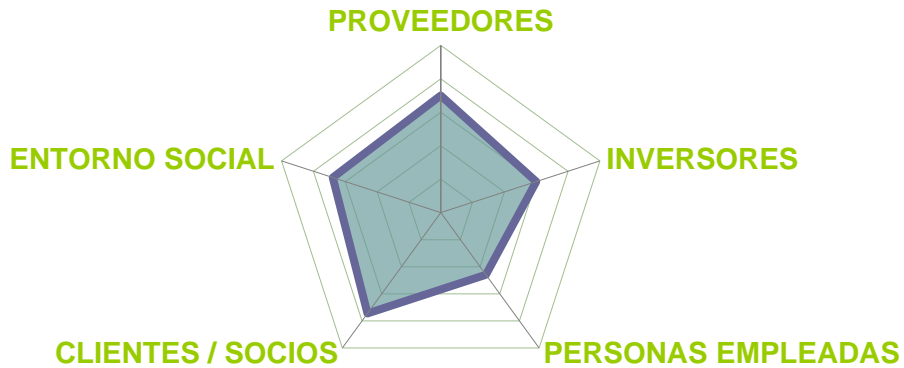 PROVEEDORES
ENTORNO SOCIAL
INVERSORES
CLIENTES / SOCIOS
PERSONAS EMPLEADAS